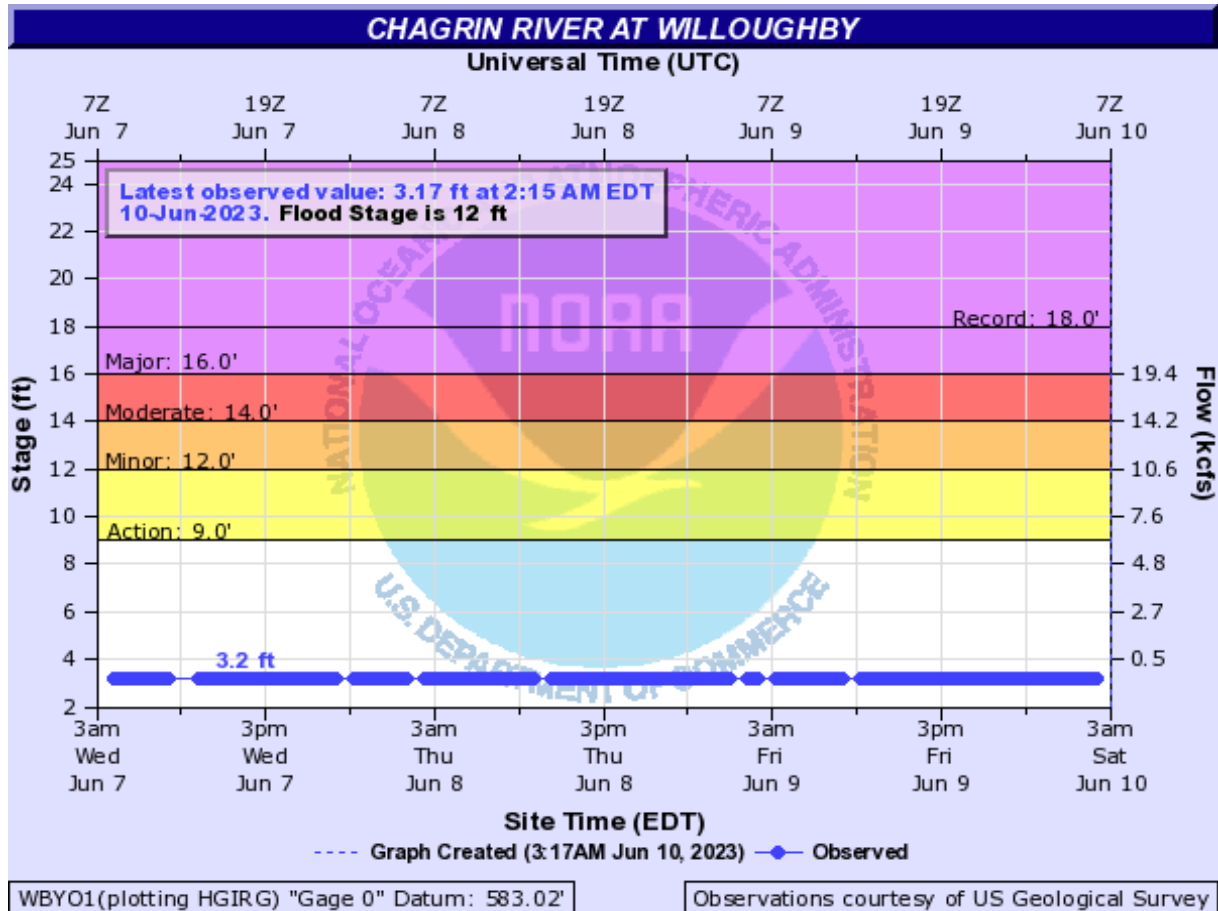 CHAGRIN RIVER AT WILLOUGHBY
Universal Time (UTC)
7Z 19Z 7Z 19Z 7Z 19Z 7Z
Jun 7 Jun 7 Jun 8 Jun 8 Jun 9 Jun 9 Jun 10
25
24
Latest observed value: 3.17 ft at 2:15 AM EDT
10-Jun-2023. Flood Stage is 12 ft
22
20
18
Record: 18.0'
Major: 16.0'
16 19.4
Moderate: 14.0'
14 14.2
Minor: 12.0'
12 10.6
10 7.6
Action: 9.0'
8 4.8
6 2.7
4 0.5
3.2 ft
2
Stage (ft)
Flow (kcfs)
NATIONAL OCEANIC AND ATMOSPHERIC ADMINISTRATION
NOAA
U.S. DEPARTMENT OF COMMERCE
3am 3pm 3am 3pm 3am 3pm 3am
Wed Wed Thu Thu Fri Fri Sat
Jun 7 Jun 7 Jun 8 Jun 8 Jun 9 Jun 9 Jun 10
Site Time (EDT)
Graph Created (3:17AM Jun 10, 2023) Observed
WBYO1(plotting HGIRG) "Gage 0" Datum: 583.02'
Observations courtesy of US Geological Survey